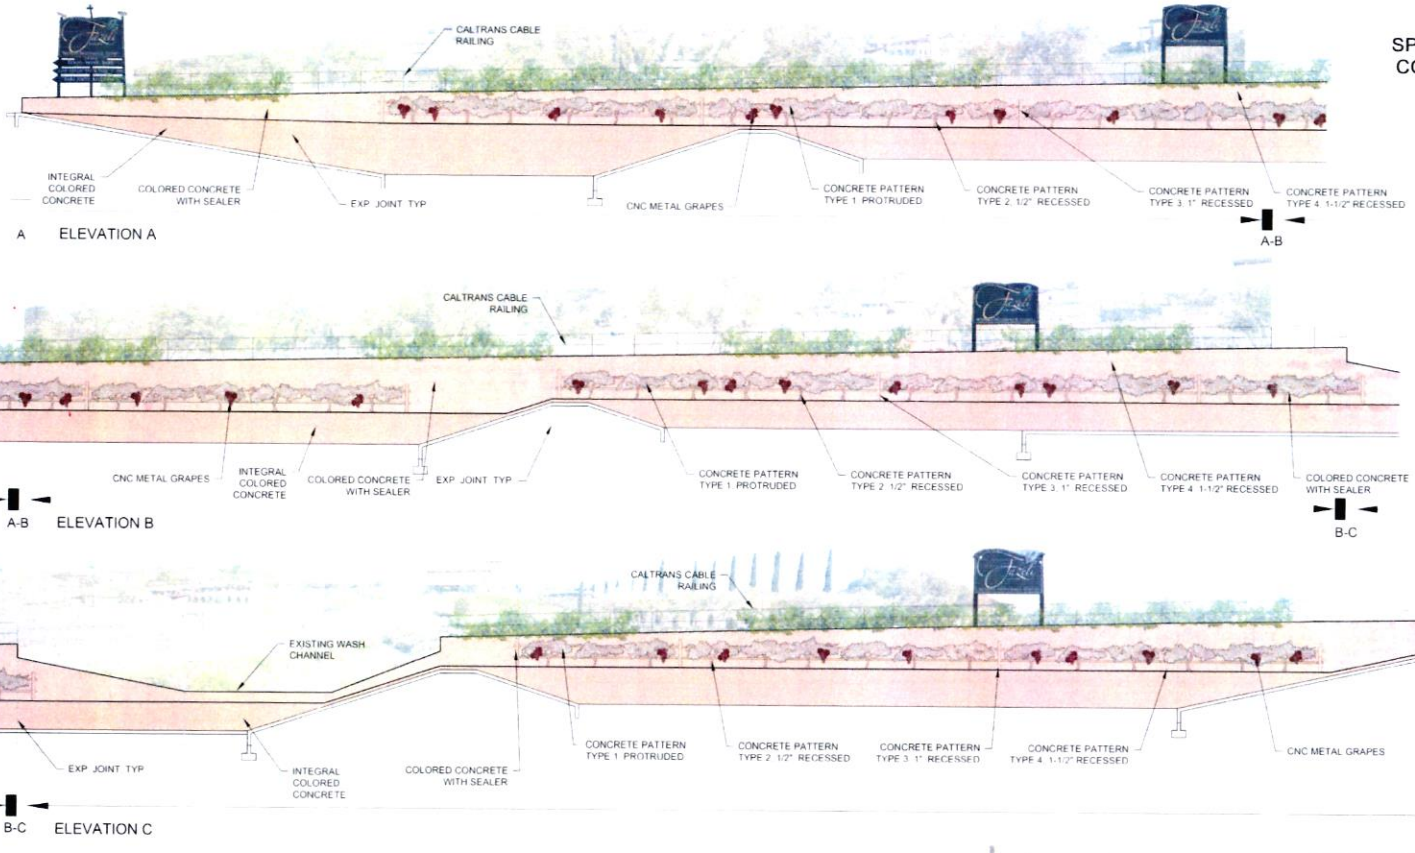 Fazeli
Fazeli
SP
CO
CALTRANS CABLE
RAILING
INTEGRAL
COLORED
CONCRETE
COLORED CONCRETE
WITH SEALER
EXP JOINT TYP
CNC METAL GRAPES
CONCRETE PATTERN
TYPE 1 PROTRUDED
CONCRETE PATTERN
TYPE 2, 1/2" RECESSED
CONCRETE PATTERN
TYPE 3, 1" RECESSED
CONCRETE PATTERN
TYPE 4, 1-1/2" RECESSED
A ELEVATION A
A-B
CALTRANS CABLE
RAILING
Fazeli
CNC METAL GRAPES
INTEGRAL
COLORED
CONCRETE
COLORED CONCRETE
WITH SEALER
EXP JOINT TYP
CONCRETE PATTERN
TYPE 1 PROTRUDED
CONCRETE PATTERN
TYPE 2 1/2" RECESSED
CONCRETE PATTERN
TYPE 3, 1" RECESSED
CONCRETE PATTERN
TYPE 4 1-1/2" RECESSED
COLORED CONCRETE
WITH SEALER
A-B ELEVATION B
B-C
CALTRANS CABLE
RAILING
Fazeli
EXISTING WASH
CHANNEL
EXP JOINT TYP
INTEGRAL
COLORED
CONCRETE
COLORED CONCRETE
WITH SEALER
CONCRETE PATTERN
TYPE 1 PROTRUDED
CONCRETE PATTERN
TYPE 2 1/2" RECESSED
CONCRETE PATTERN
TYPE 3, 1" RECESSED
CONCRETE PATTERN
TYPE 4, 1-1/2" RECESSED
CNC METAL GRAPES
B-C ELEVATION C